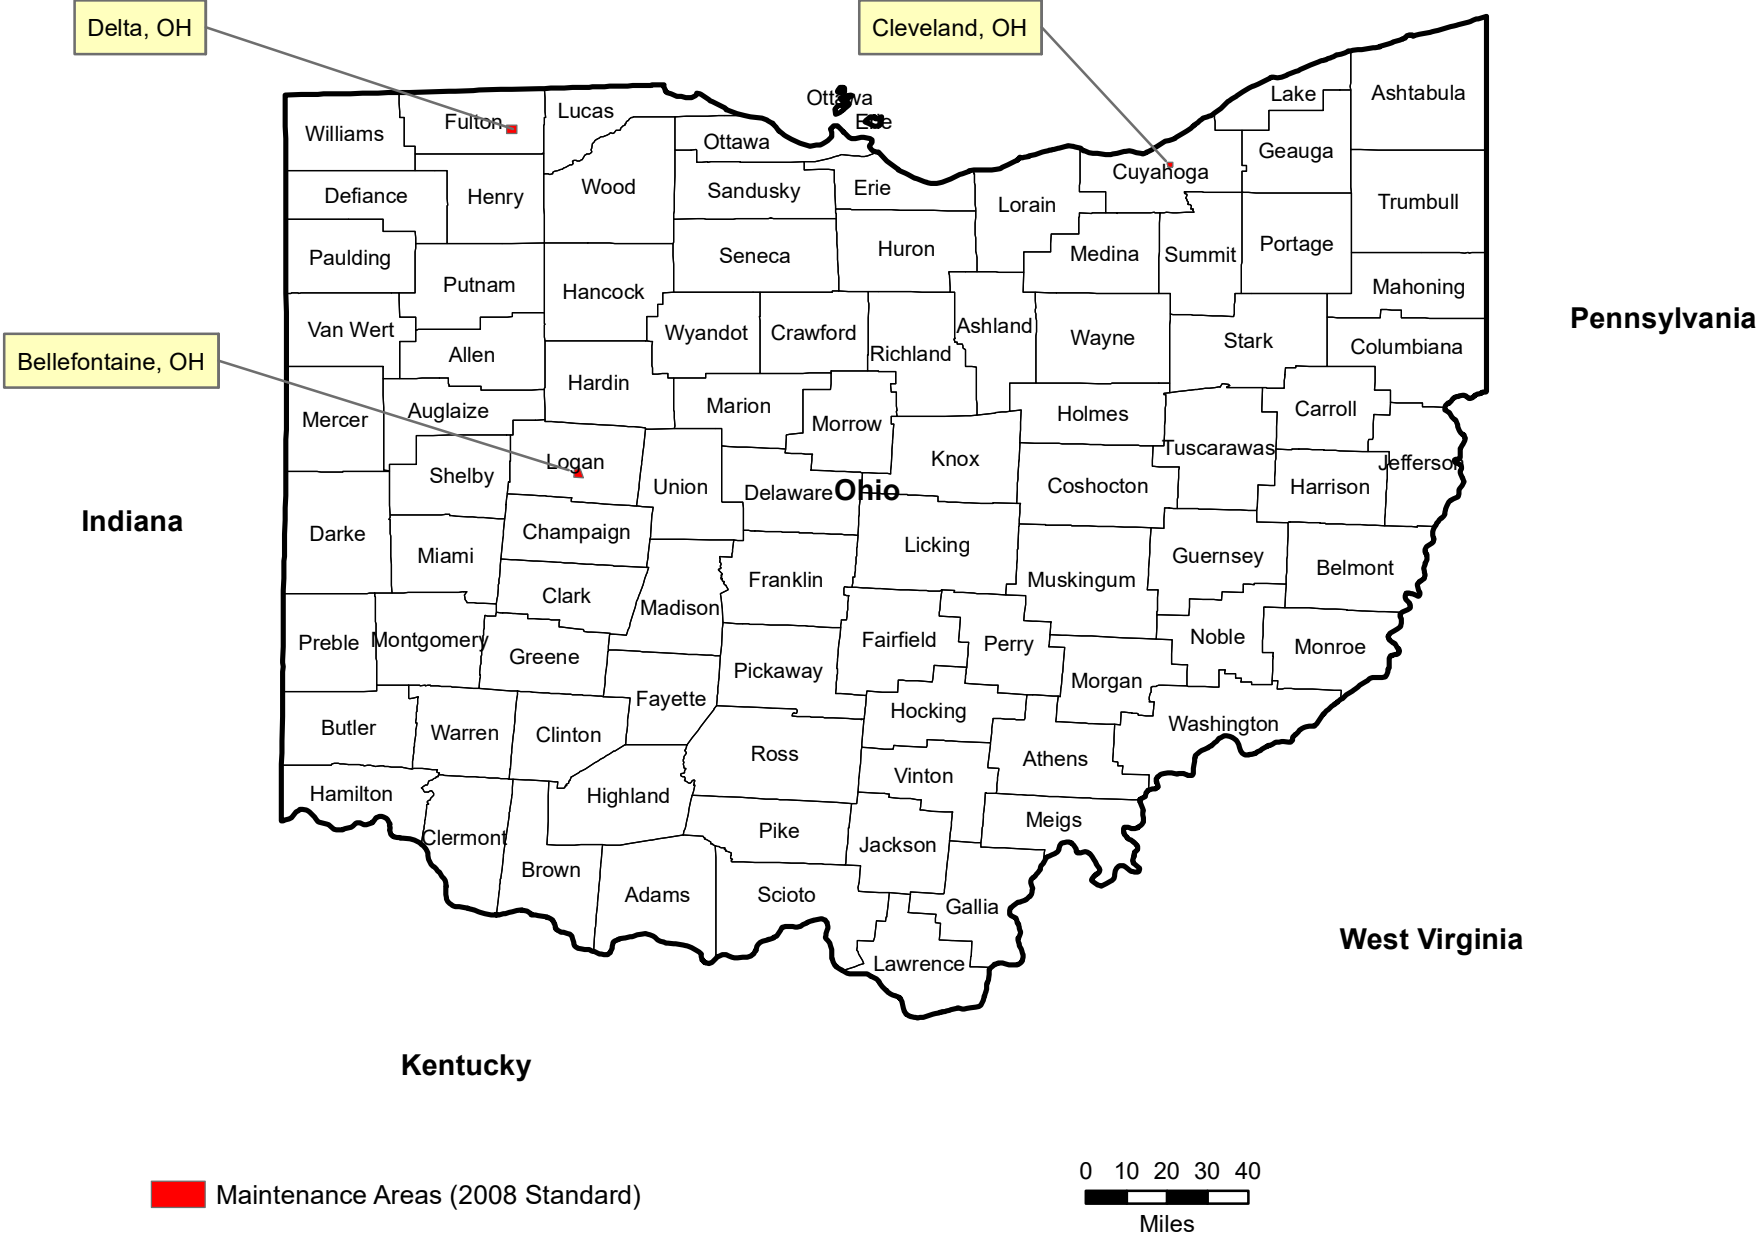 Delta, OH
Cleveland, OH
Lake
Ashtabula
Ottawa
Erie
Lucas
Fulton
Williams
Ottawa
Geauga
Cuyahoga
Wood
Sandusky
Erie
Defiance
Henry
Lorain
Trumbull
Portage
Huron
Medina
Summit
Seneca
Paulding
Putnam
Hancock
Mahoning
Pennsylvania
Van Wert
Wyandot
Crawford
Ashland
Wayne
Stark
Columbiana
Richland
Allen
Bellefontaine, OH
Hardin
Marion
Carroll
Auglaize
Holmes
Mercer
Morrow
Tuscarawas
Knox
Logan
Jefferson
Shelby
Union
Delaware
Ohio
Coshocton
Harrison
Indiana
Darke
Champaign
Licking
Miami
Guernsey
Belmont
Franklin
Muskingum
Clark
Madison
Preble
Montgomery
Fairfield
Perry
Noble
Monroe
Greene
Pickaway
Morgan
Fayette
Hocking
Washington
Butler
Warren
Clinton
Ross
Athens
Vinton
Hamilton
Highland
Meigs
Pike
Clermont
Jackson
Brown
Adams
Scioto
Gallia
West Virginia
Lawrence
Kentucky
0 10 20 30 40
Maintenance Areas (2008 Standard)
Miles